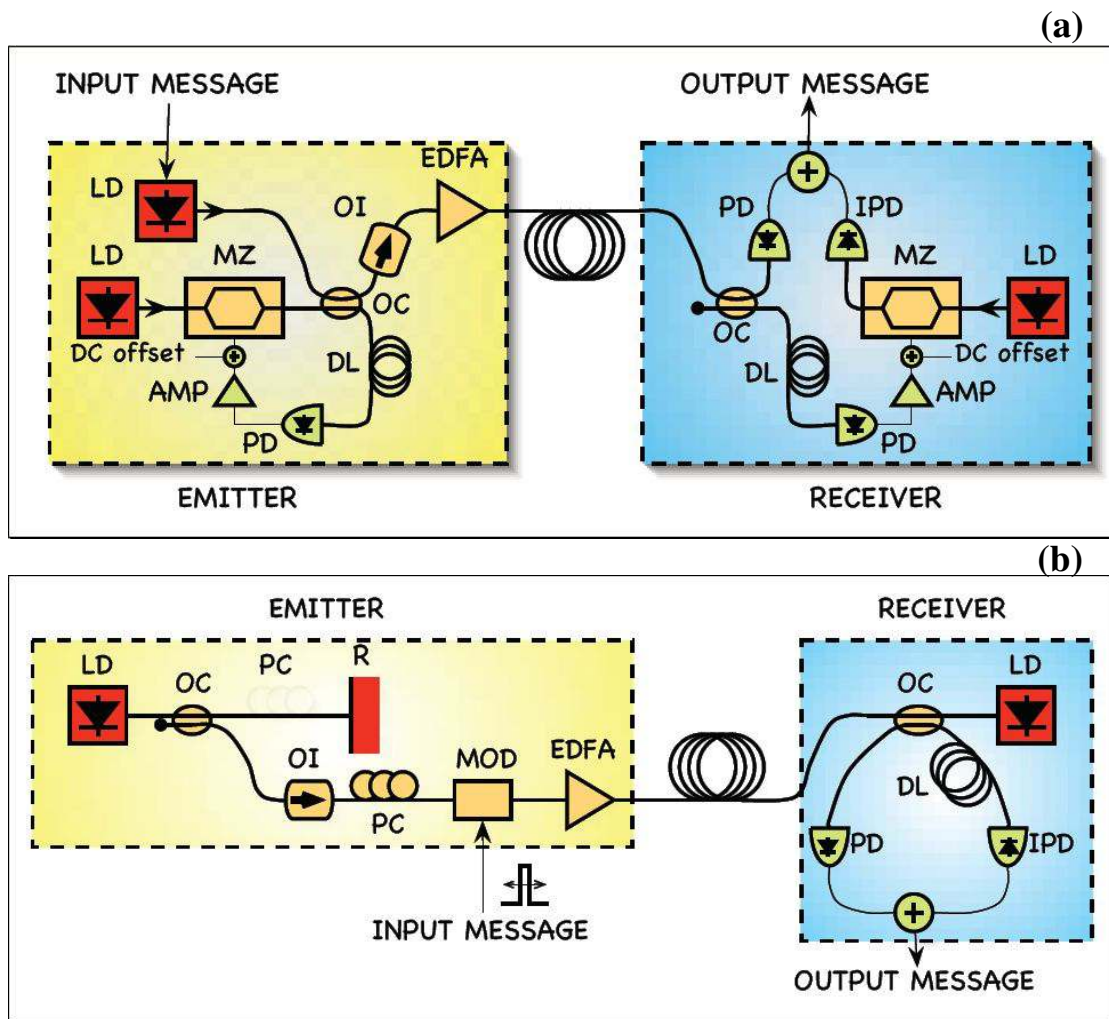 (a)
INPUT MESSAGE
OUTPUT MESSAGE
EDFA
LD
OI
PD
IPD
LD
MZ
MZ
LD
OC
OC
DC offset
DL
DL
DC offset
AMP
AMP
PD
PD
EMITTER
RECEIVER
(b)
EMITTER
RECEIVER
LD
OC
PC
R
OC
LD
OI
MOD
EDFA
DL
PC
PD
IPD
INPUT MESSAGE
OUTPUT MESSAGE